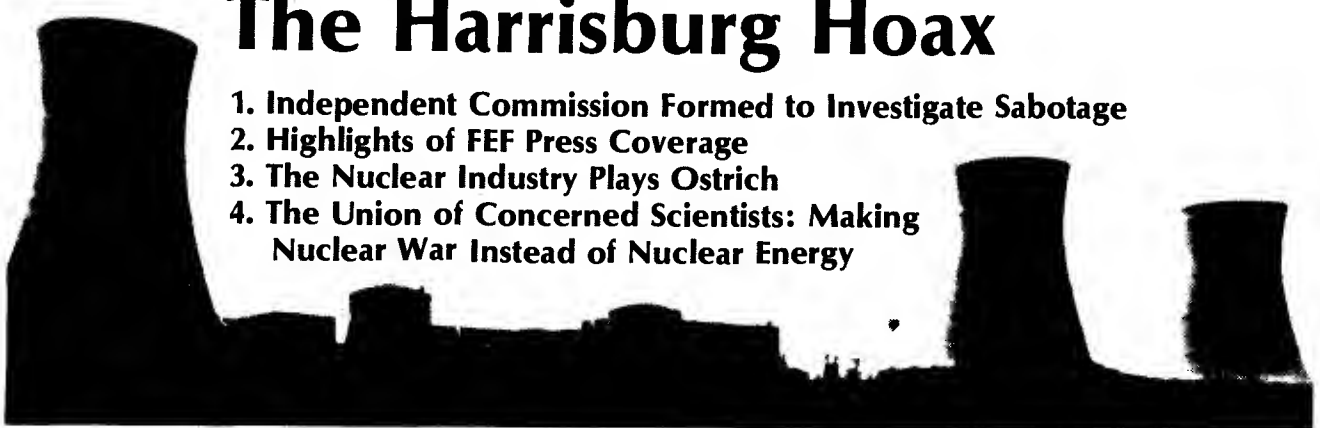 The Harrisburg Hoax
1. Independent Commission Formed to Investigate Sabotage
2. Highlights of FEF Press Coverage
3. The Nuclear Industry Plays Ostrich
4. The Union of Concerned Scientists: Making
Nuclear War Instead of Nuclear Energy